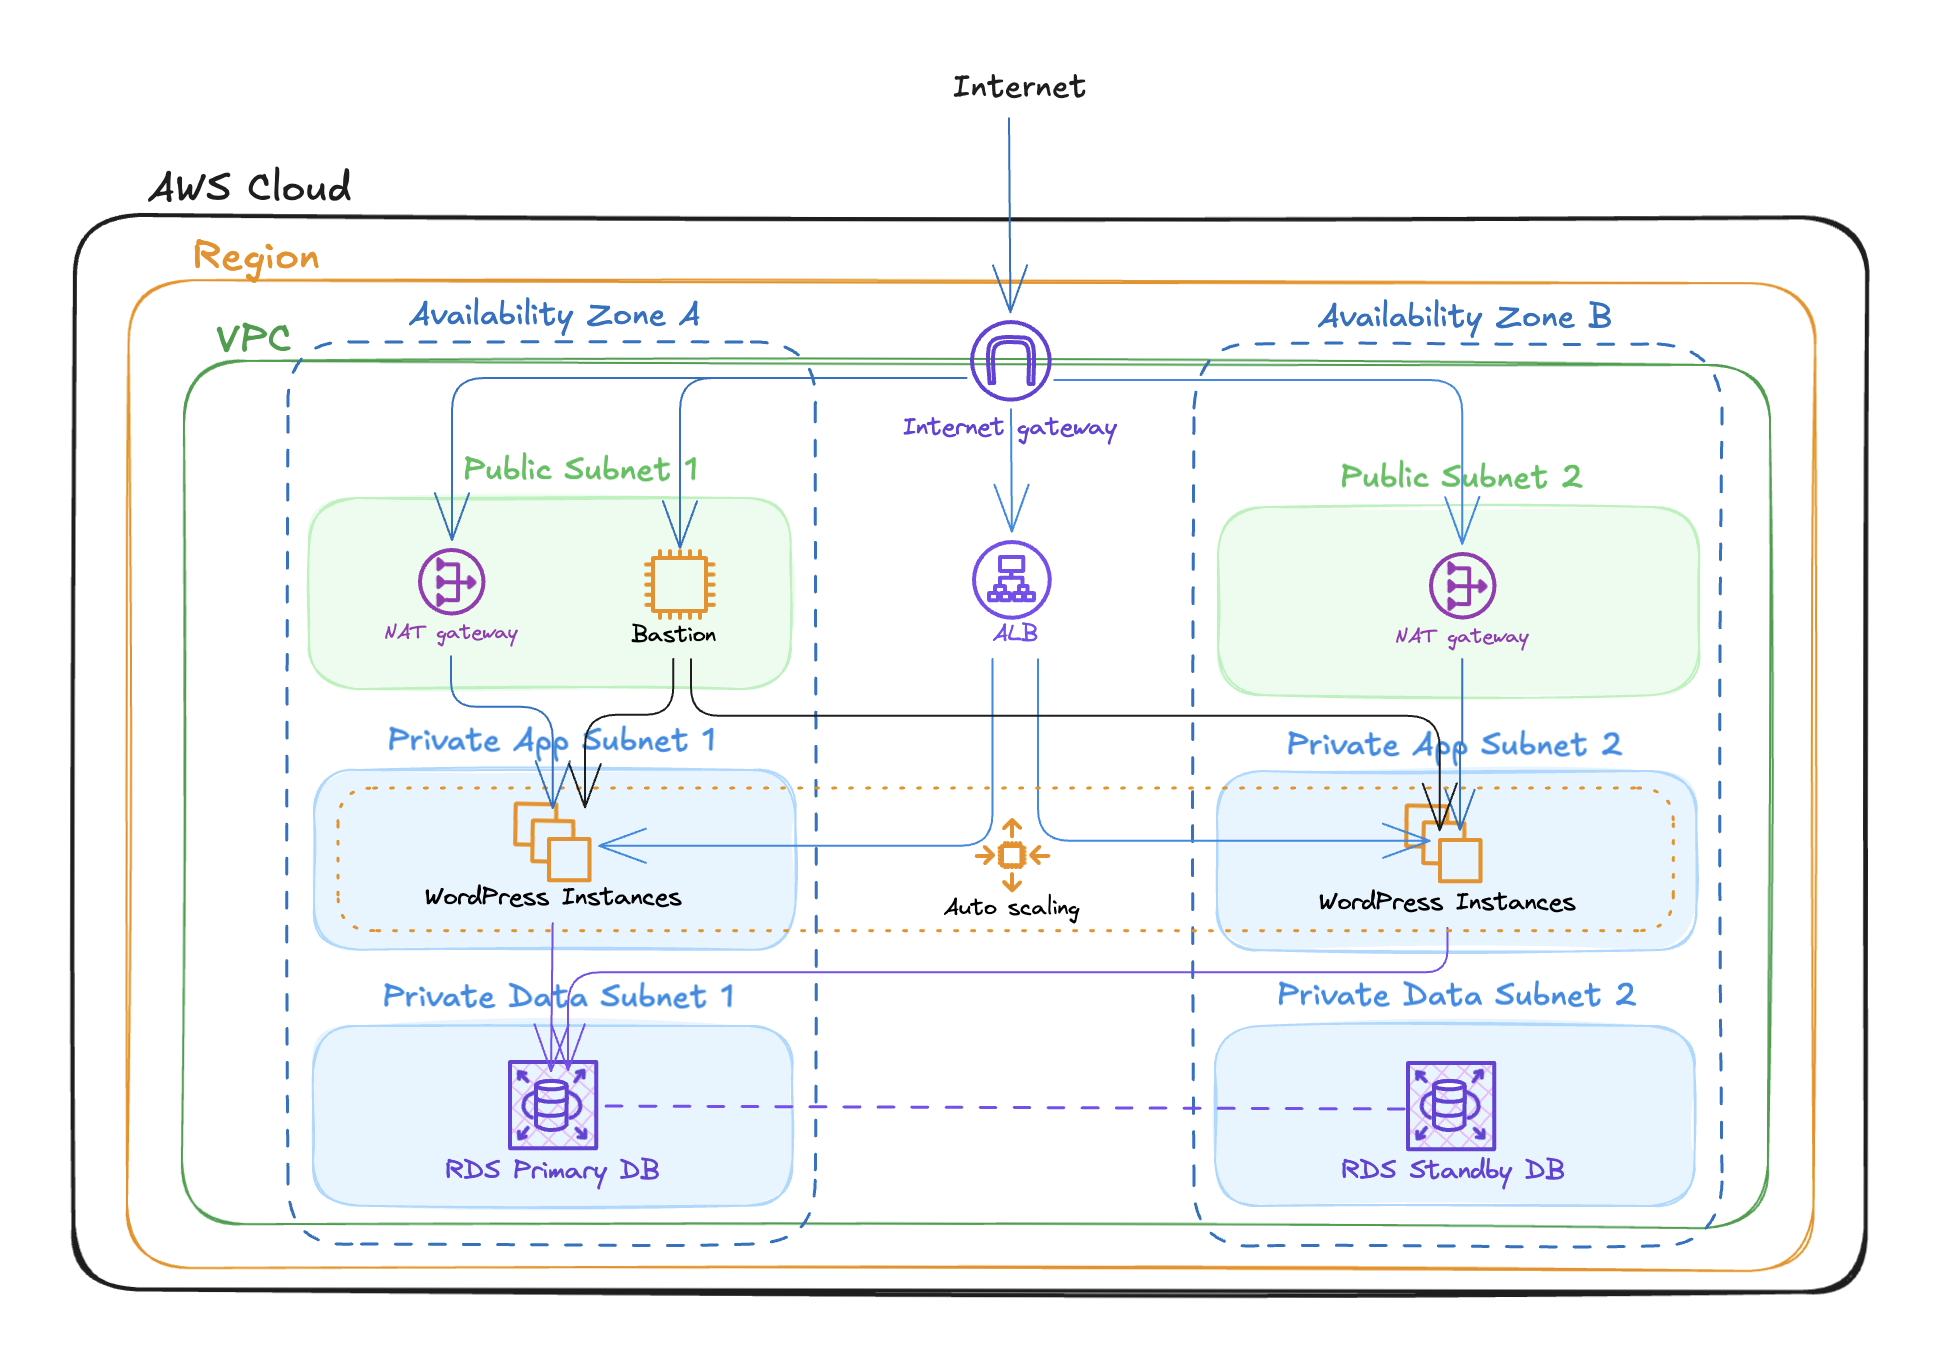 Internet
AWS Cloud
Region
Availability Zone A
Availability Zone B
VPC
Internet gateway
Public Subnet 1
Public Subnet 2
NAT gateway
Bastion
ALB
NAT gateway
Private App Subnet 1
Private App Subnet 2
WordPress Instances
Auto scaling
WordPress Instances
Private Data Subnet 1
Private Data Subnet 2
RDS Primary DB
RDS Standby DB